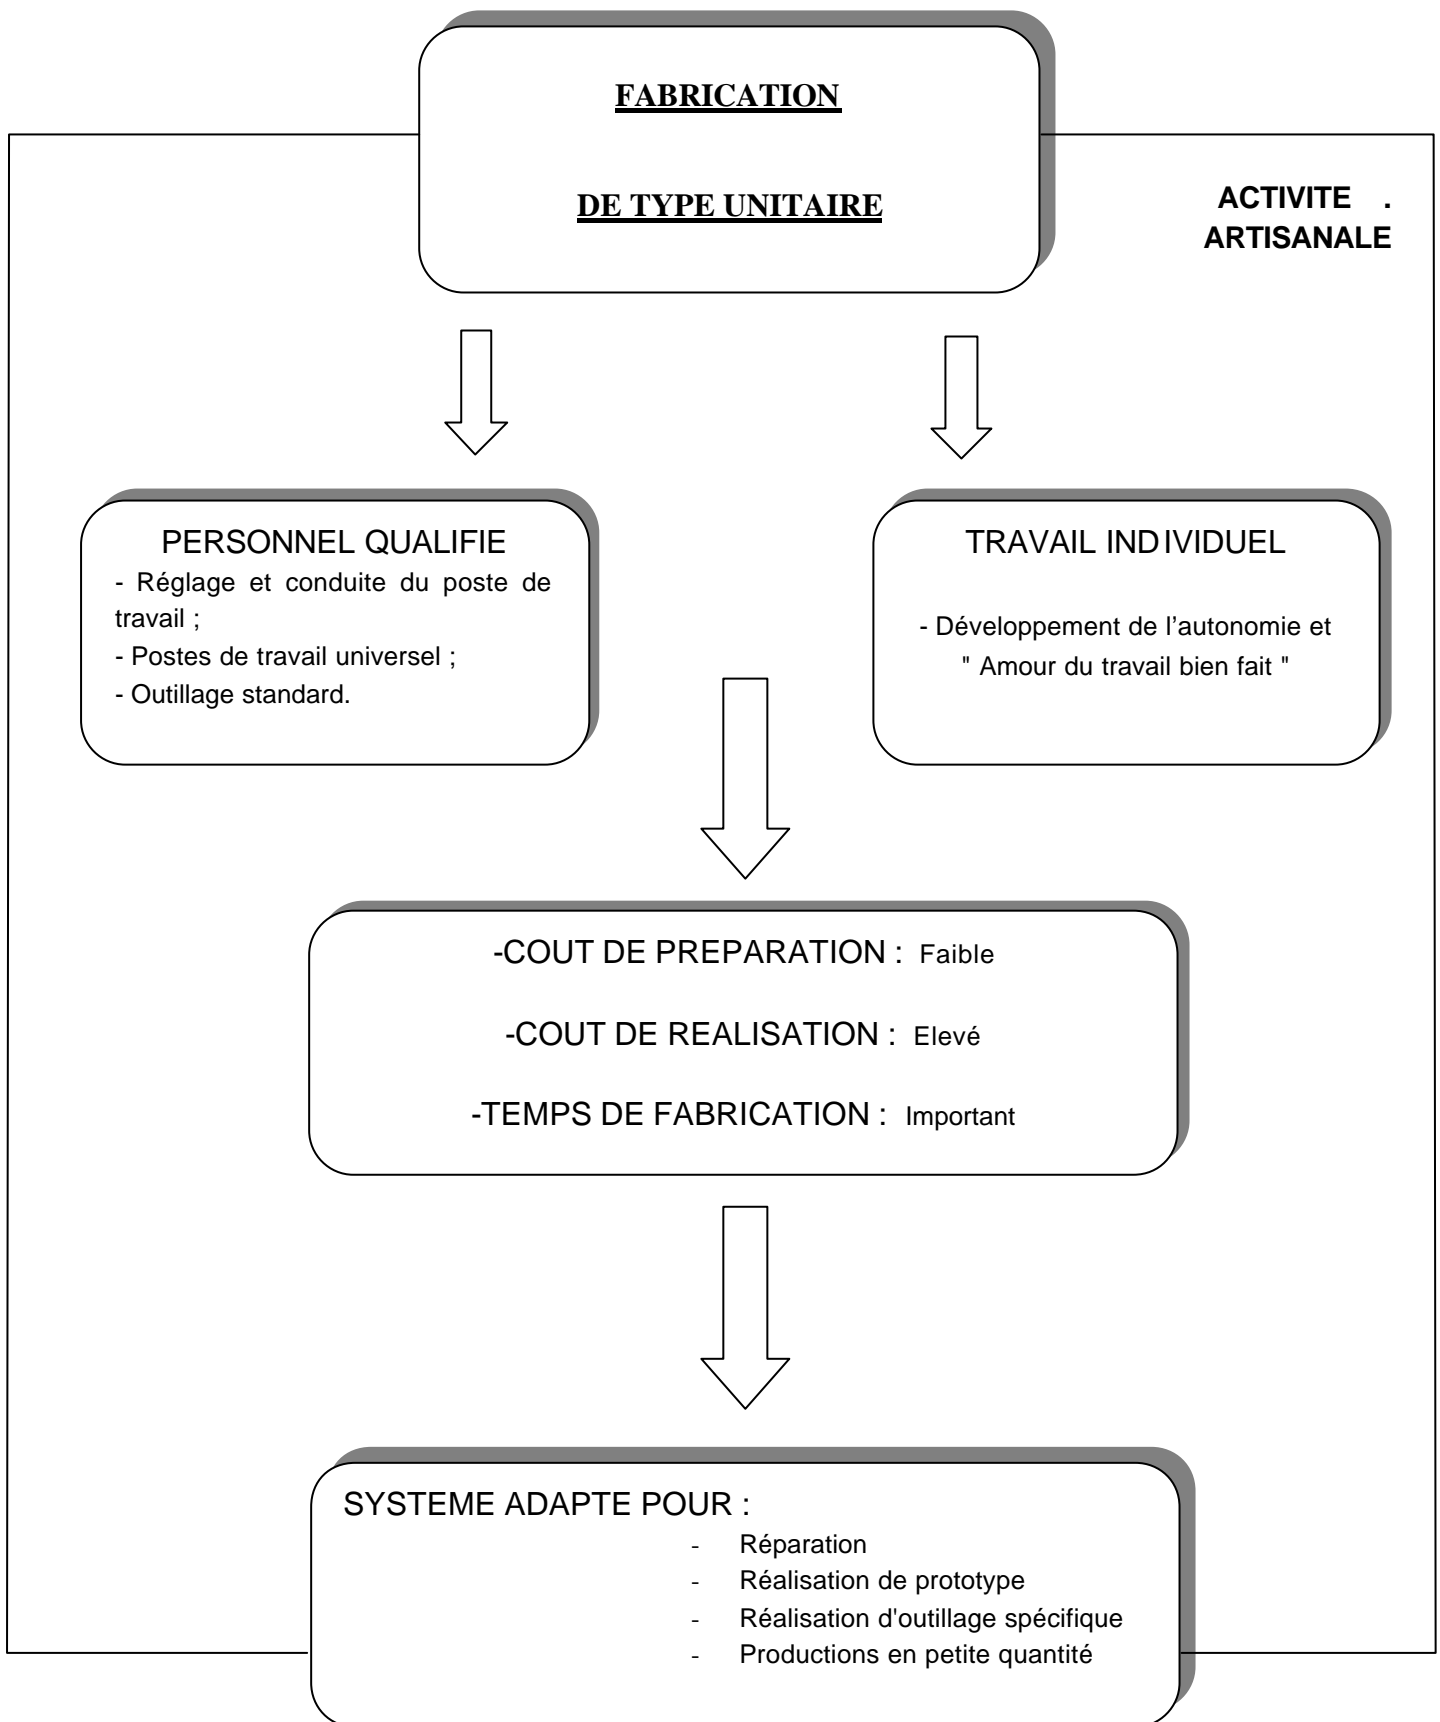 FABRICATION
DE TYPE UNITAIRE
ACTIVITE .
ARTISANALE
PERSONNEL QUALIFIE
- Réglage et conduite du poste de
travail ;
- Postes de travail universel ;
- Outillage standard.
TRAVAIL INDIVIDUEL
- Développement de l’autonomie et
" Amour du travail bien fait "
-COUT DE PREPARATION : Faible
-COUT DE REALISATION : Elevé
-TEMPS DE FABRICATION : Important
SYSTEME ADAPTE POUR :
- Réparation
- Réalisation de prototype
- Réalisation d'outillage spécifique
- Productions en petite quantité